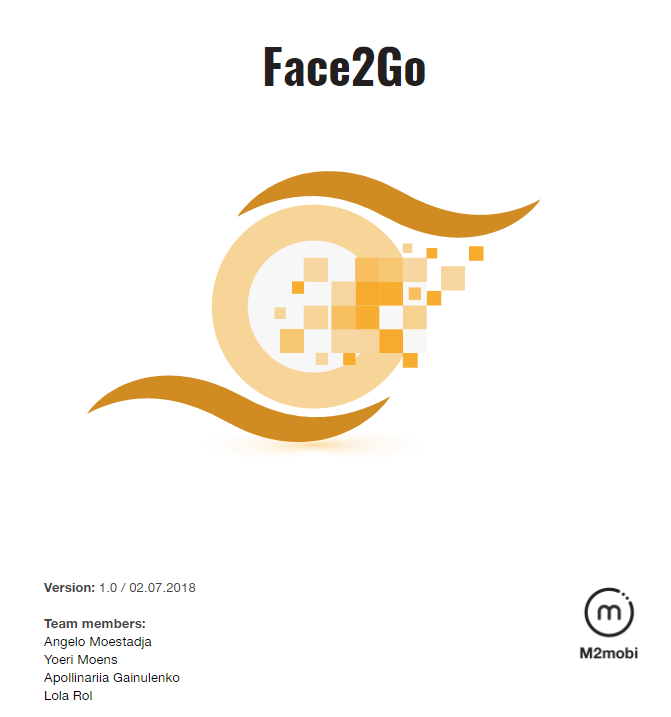 Face2Go
Version: 1.0 / 02.07.2018
Team members:
Angelo Moestadja
Yoeri Moens
Apollinariia Gainulenko
Lola Rol
m
M2mobi